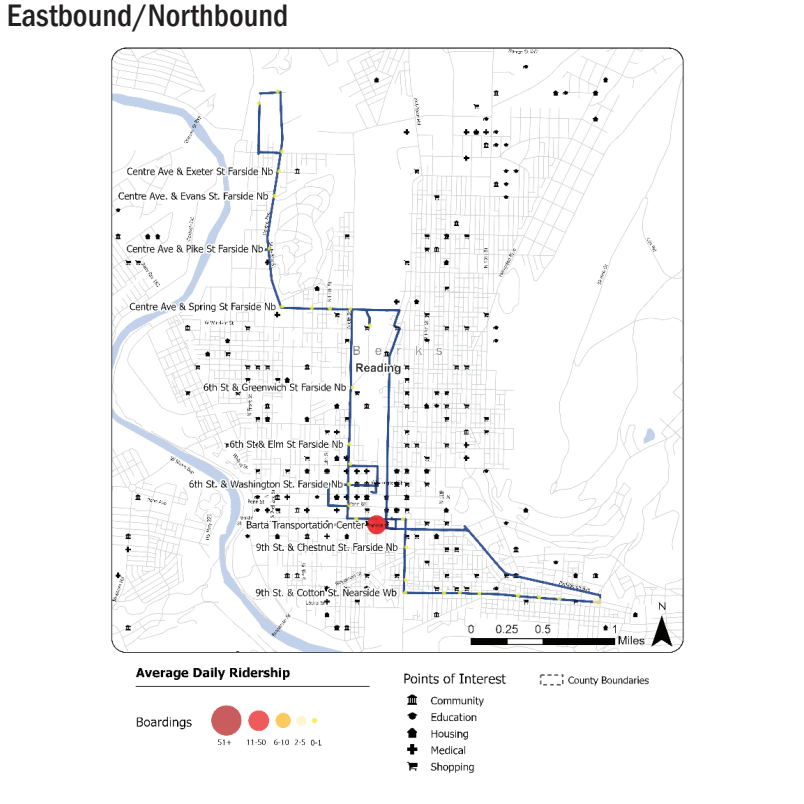 Eastbound/Northbound
Centre Ave & Exeter St Farside Nb
Centre Ave. & Evans St. Farside Nb
Centre Ave & Pike St Farside Nb
Centre Ave & Spring St Farside Nb
Berks
Reading
6th St & Greenwich St Farside Nb
6th St & Elm St Farside Nb
6th St. & Washington St. Farside Nb
Barta Transportation Center
9th St. & Chestnut St. Farside Nb
9th St. & Cotton St. Nearside Wb
N
0 0.25 0.5 1
Miles
Average Daily Ridership
Boardings
51+ 11-50 6-10 2-5 0-1
Points of Interest
Community
Education
Housing
Medical
Shopping
County Boundaries